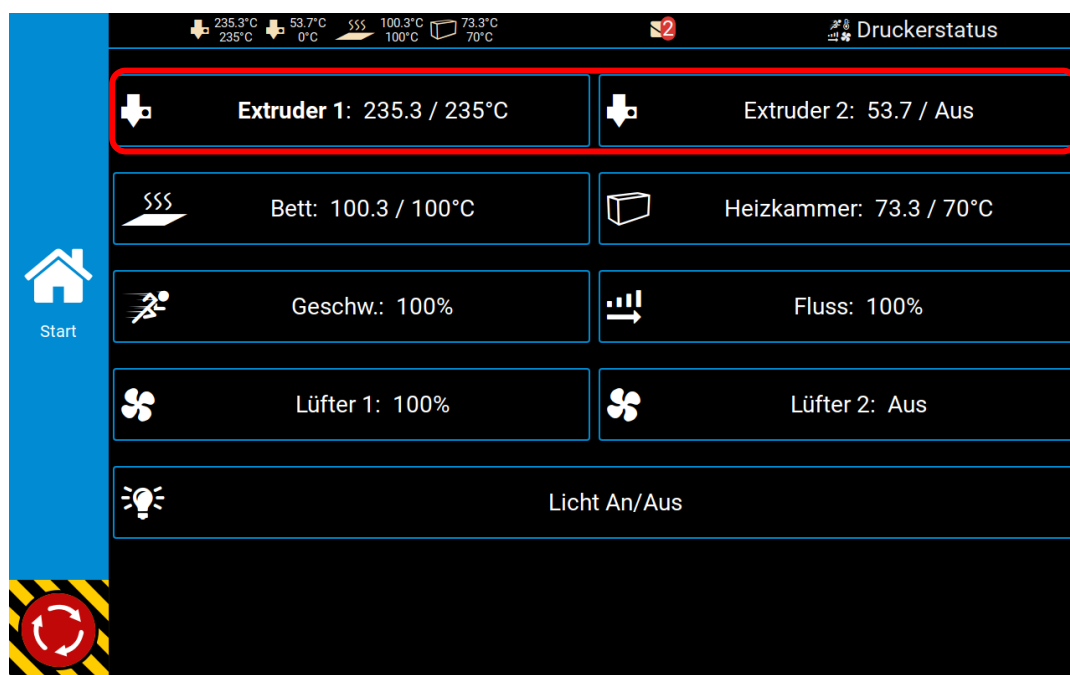 235.3°C 53.7°C 100.3°C 73.3°C
235°C 0°C 100°C 70°C
2
Druckerstatus
Extruder 1: 235.3 / 235°C
Extruder 2: 53.7 / Aus
Bett: 100.3 / 100°C
Heizkammer: 73.3 / 70°C
Geschw.: 100%
Fluss: 100%
Start
Lüfter 1: 100%
Lüfter 2: Aus
Licht An/Aus